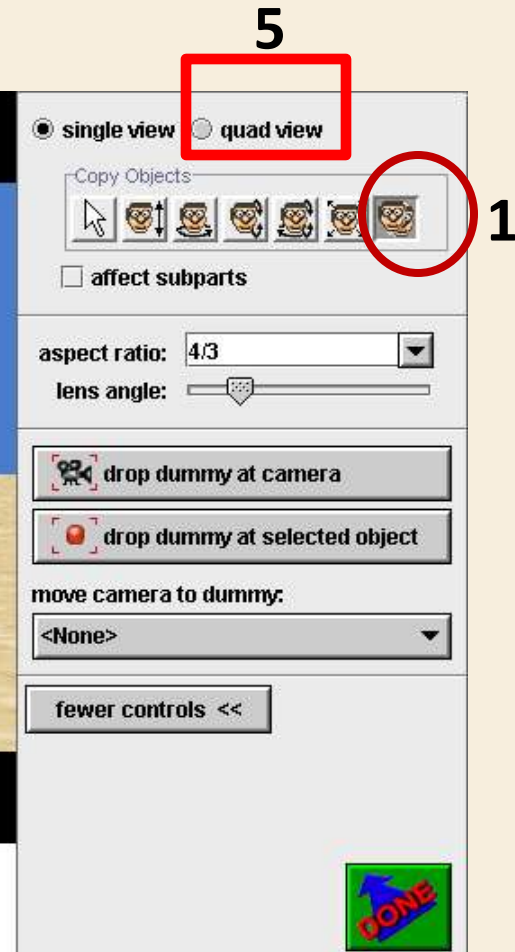 5
single view quad view
Copy Objects
1
affect subparts
aspect ratio: 4/3
lens angle:
drop dummy at camera
drop dummy at selected object
move camera to dummy:
<None>
fewer controls <<
DONE